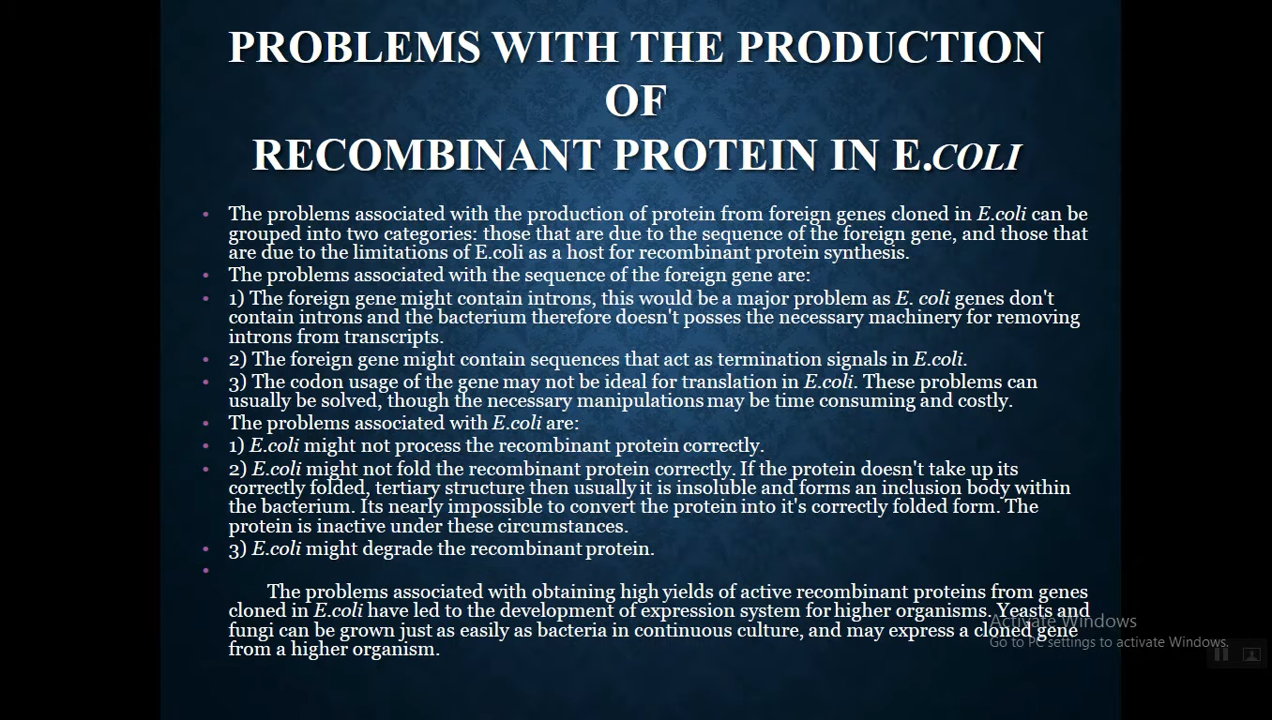 PROBLEMS WITH THE PRODUCTION
OF
RECOMBINANT PROTEIN IN E.COLI
• The problems associated with the production of protein from foreign genes cloned in E.coli can be
grouped into two categories: those that are due to the sequence of the foreign gene, and those that
are due to the limitations of E.coli as a host for recombinant protein synthesis.
• The problems associated with the sequence of the foreign gene are:
• 1) The foreign gene might contain introns, this would be a major problem as E. coli genes don't
contain introns and the bacterium therefore doesn't posses the necessary machinery for removing
introns from transcripts.
• 2) The foreign gene might contain sequences that act as termination signals in E.coli.
• 3) The codon usage of the gene may not be ideal for translation in E.coli. These problems can
usually be solved, though the necessary manipulations may be time consuming and costly.
• The problems associated with E.coli are:
• 1) E.coli might not process the recombinant protein correctly.
• 2) E.coli might not fold the recombinant protein correctly. If the protein doesn't take up its
correctly folded, tertiary structure then usually it is insoluble and forms an inclusion body within
the bacterium. Its nearly impossible to convert the protein into it's correctly folded form. The
protein is inactive under these circumstances.
• 3) E.coli might degrade the recombinant protein.
•
The problems associated with obtaining high yields of active recombinant proteins from genes
cloned in E.coli have led to the development of expression system for higher organisms. Yeasts and
fungi can be grown just as easily as bacteria in continuous culture, and may express a cloned gene
from a higher organism.
Activate Windows
Go to PC settings to activate Windows.